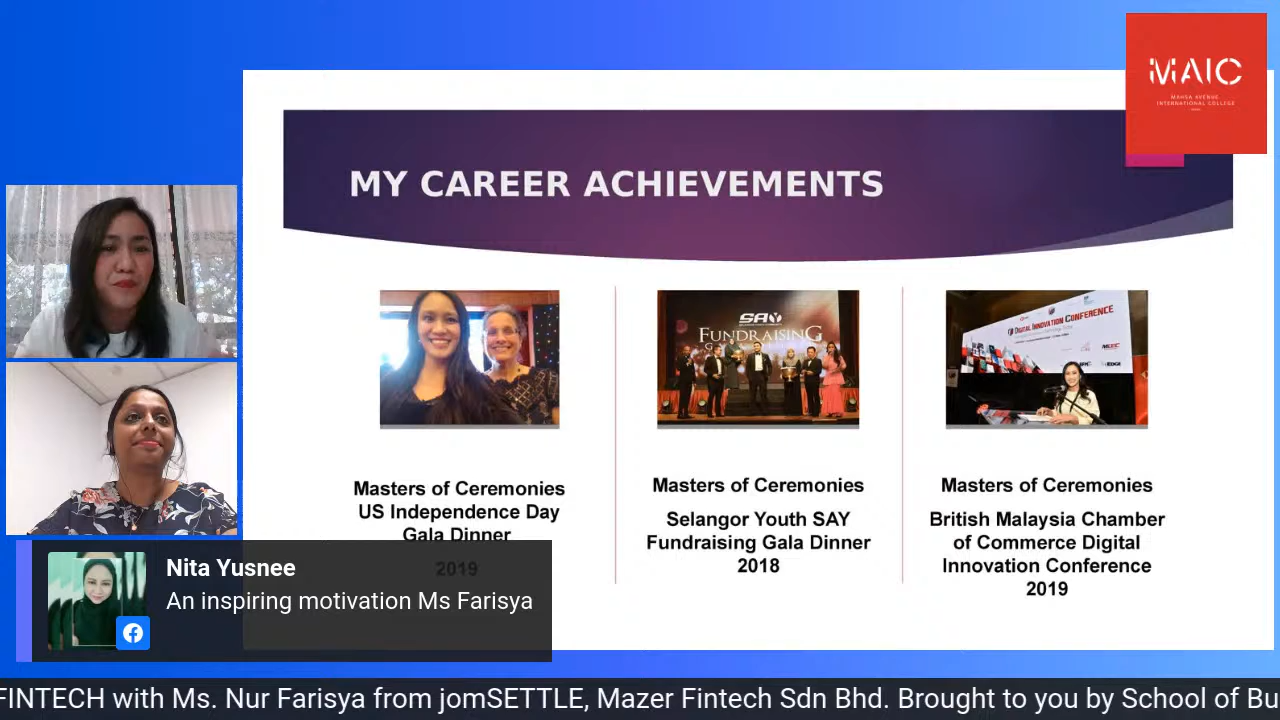 MAIC
MAHSA AVENUE
INTERNATIONAL COLLEGE
MY CAREER ACHIEVEMENTS
SAY
FUNDRAISING
DIGITAL INNOVATION CONFERENCE
Masters of Ceremonies
US Independence Day
Gala Dinner
2019
Masters of Ceremonies
Selangor Youth SAY
Fundraising Gala Dinner
2018
Masters of Ceremonies
British Malaysia Chamber
of Commerce Digital
Innovation Conference
2019
Nita Yusnee
An inspiring motivation Ms Farisya
FINTECH with Ms. Nur Farisya from jomSETTLE, Mazer Fintech Sdn Bhd. Brought to you by School of Bu